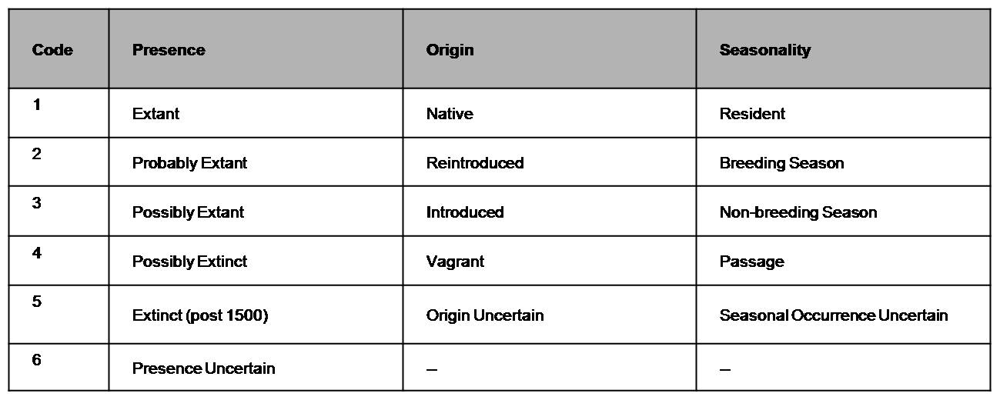 Code Presence Origin Seasonality
1 Extant Native Resident
2 Probably Extant Reintroduced Breeding Season
3 Possibly Extant Introduced Non-breeding Season
4 Possibly Extinct Vagrant Passage
5 Extinct (post 1500) Origin Uncertain Seasonal Occurrence Uncertain
6 Presence Uncertain – –